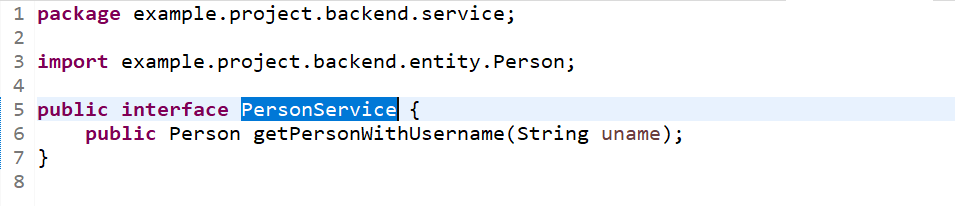 1 package example.project.backend.service;
2
3 import example.project.backend.entity.Person;
4
5 public interface PersonService {
6     public Person getPersonWithUsername(String uname);
7 }
8